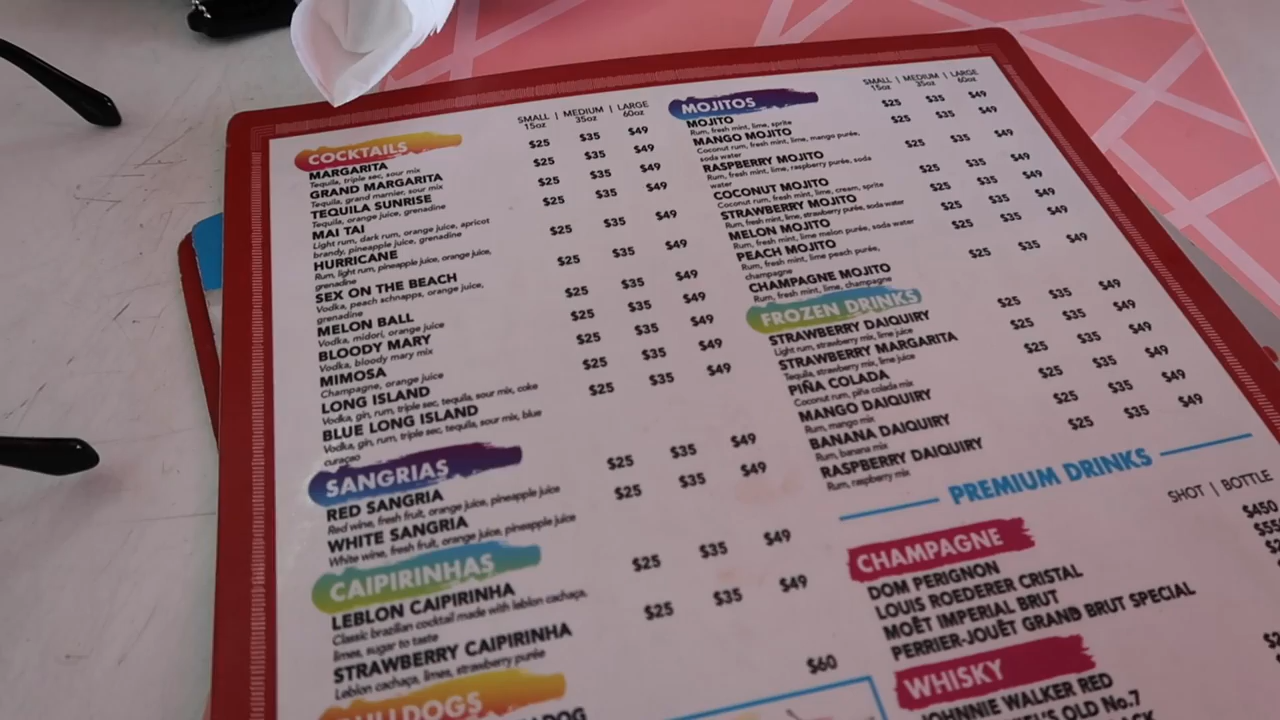 COCKTAILS
SMALL | MEDIUM | LARGE
15oz 35oz 60oz
MARGARITA $25 $35 $49
Tequila, triple sec, sour mix
GRAND MARGARITA $25 $35 $49
Tequila, grand marnier, sour mix
TEQUILA SUNRISE $25 $35 $49
Tequila, orange juice, grenadine
MAI TAI $25 $35 $49
Light rum, dark rum, orange juice, apricot
brandy, pineapple juice, grenadine
HURRICANE $25 $35 $49
Rum, light rum, pineapple juice, orange juice,
grenadine
SEX ON THE BEACH $25 $35 $49
Vodka, peach schnapps, orange juice,
grenadine
MELON BALL $25 $35 $49
Vodka, midori, orange juice
BLOODY MARY $25 $35 $49
Vodka, bloody mary mix
MIMOSA $25 $35 $49
Champagne, orange juice
LONG ISLAND $25 $35 $49
Vodka, gin, rum, triple sec, tequila, sour mix, coke
BLUE LONG ISLAND $25 $35 $49
Vodka, gin, rum, triple sec, tequila, sour mix, blue
curaçao
SANGRIAS
RED SANGRIA $25 $35 $49
Red wine, fresh fruit, orange juice, pineapple juice
WHITE SANGRIA $25 $35 $49
White wine, fresh fruit, orange juice, pineapple juice
CAIPIRINHAS
LEBLON CAIPIRINHA $25 $35 $49
Classic brazilian cocktail made with leblon cachaça,
limes, sugar to taste
STRAWBERRY CAIPIRINHA $25 $35 $49
Leblon cachaça, limes, strawberry purée
BULLDOGS
$60
MOJITOS
SMALL | MEDIUM | LARGE
15oz 35oz 60oz
MOJITO $25 $35 $49
Rum, fresh mint, lime, sprite
MANGO MOJITO $25 $35 $49
Coconut rum, fresh mint, lime, mango purée,
soda water
RASPBERRY MOJITO $25 $35 $49
Rum, fresh mint, lime, raspberry purée, soda
water
COCONUT MOJITO $25 $35 $49
Coconut rum, fresh mint, lime, cream, sprite
STRAWBERRY MOJITO $25 $35 $49
Rum, fresh mint, lime, strawberry purée, soda water
MELON MOJITO $25 $35 $49
Rum, fresh mint, lime melon purée, soda water
PEACH MOJITO $25 $35 $49
Rum, fresh mint, lime peach purée,
champagne
CHAMPAGNE MOJITO $25 $35 $49
Rum, fresh mint, lime, champagne
FROZEN DRINKS
STRAWBERRY DAIQUIRY $25 $35 $49
Light rum, strawberry mix, lime juice
STRAWBERRY MARGARITA $25 $35 $49
Tequila, strawberry mix, lime juice
PIÑA COLADA $25 $35 $49
Coconut rum, piña colada mix
MANGO DAIQUIRY $25 $35 $49
Rum, mango mix
BANANA DAIQUIRY $25 $35 $49
Rum, banana mix
RASPBERRY DAIQUIRY $25 $35 $49
Rum, raspberry mix
PREMIUM DRINKS
SHOT | BOTTLE
CHAMPAGNE
DOM PERIGNON $450
LOUIS ROEDERER CRISTAL
MOËT IMPERIAL BRUT
PERRIER-JOUËT GRAND BRUT SPECIAL
WHISKY
JOHNNIE WALKER RED
OLD No.7